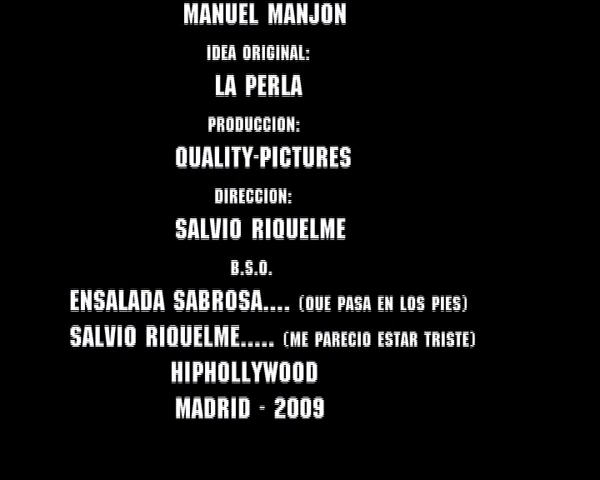 MANUEL MANJON
IDEA ORIGINAL:
LA PERLA
PRODUCCION:
QUALITY-PICTURES
DIRECCION:
SALVIO RIQUELME
B.S.O.
ENSALADA SABROSA.... (QUE PASA EN LOS PIES)
SALVIO RIQUELME..... (ME PARECIO ESTAR TRISTE)
HIPHOLLYWOOD
MADRID - 2009